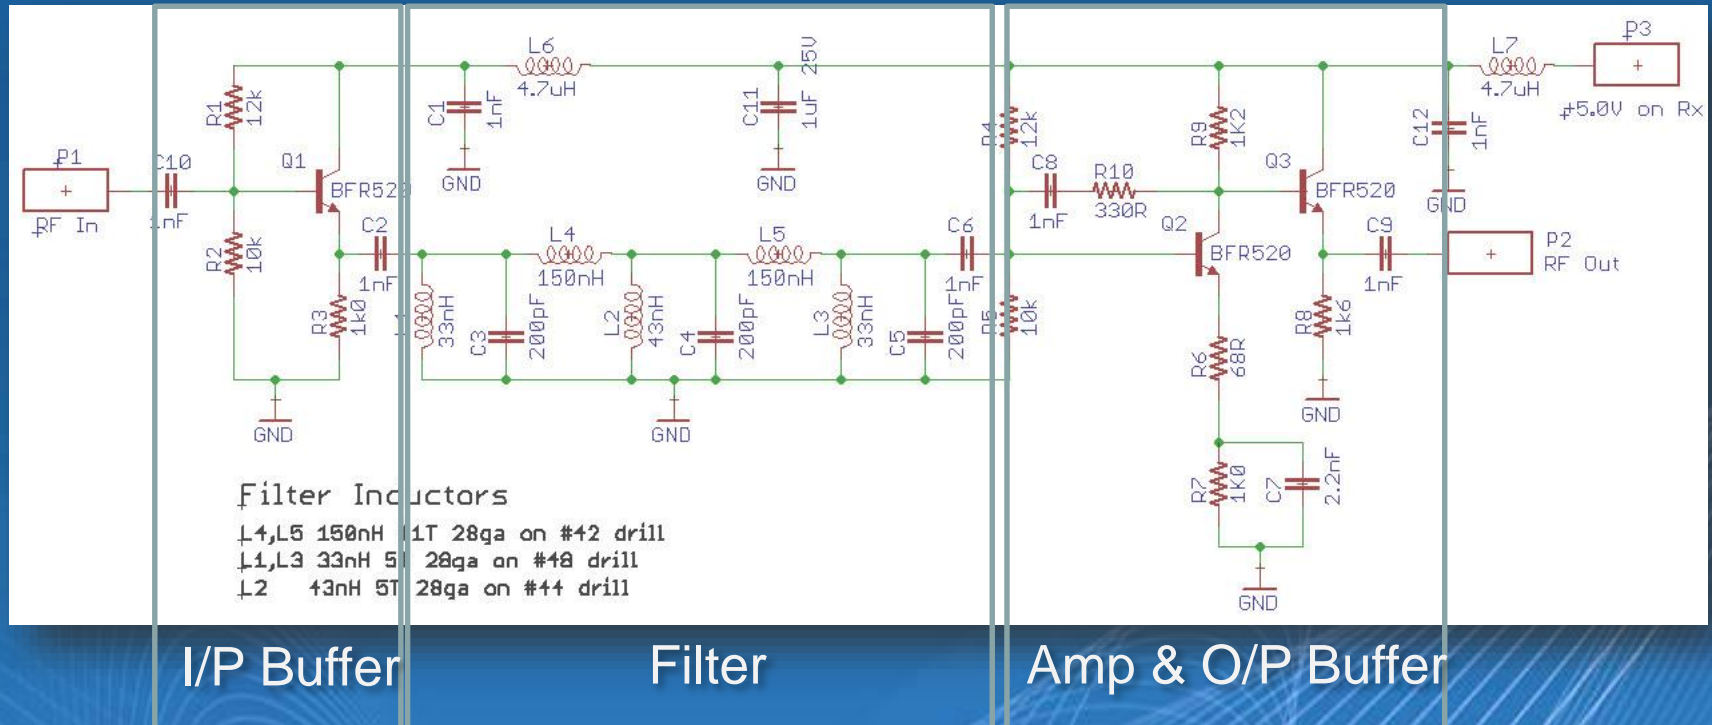 L6
4.7uH
C1
1nF
C11
1uF
25V
GND
GND
R1
12k
P1
RF In
C10
1nF
Q1
BFR520
R2
10k
C2
1nF
R3
1k0
GND
L4
150nH
L5
150nH
C6
1nF
33nH
C3
200pF
L2
43nH
C4
200pF
L3
33nH
C5
200pF
GND
R4
12k
C8
1nF
R10
330R
R9
1K2
Q3
BFR520
Q2
BFR520
R5
10k
R6
68R
R7
1K0
C7
2.2nF
GND
C9
1nF
R8
1k6
GND
C12
1nF
GND
L7
4.7uH
P3
+5.0V on Rx
P2
RF Out
Filter Inductors
L4,L5 150nH 11T 28ga on #42 drill
L1,L3 33nH 5T 28ga on #48 drill
L2 43nH 5T 28ga on #44 drill
I/P Buffer
Filter
Amp & O/P Buffer